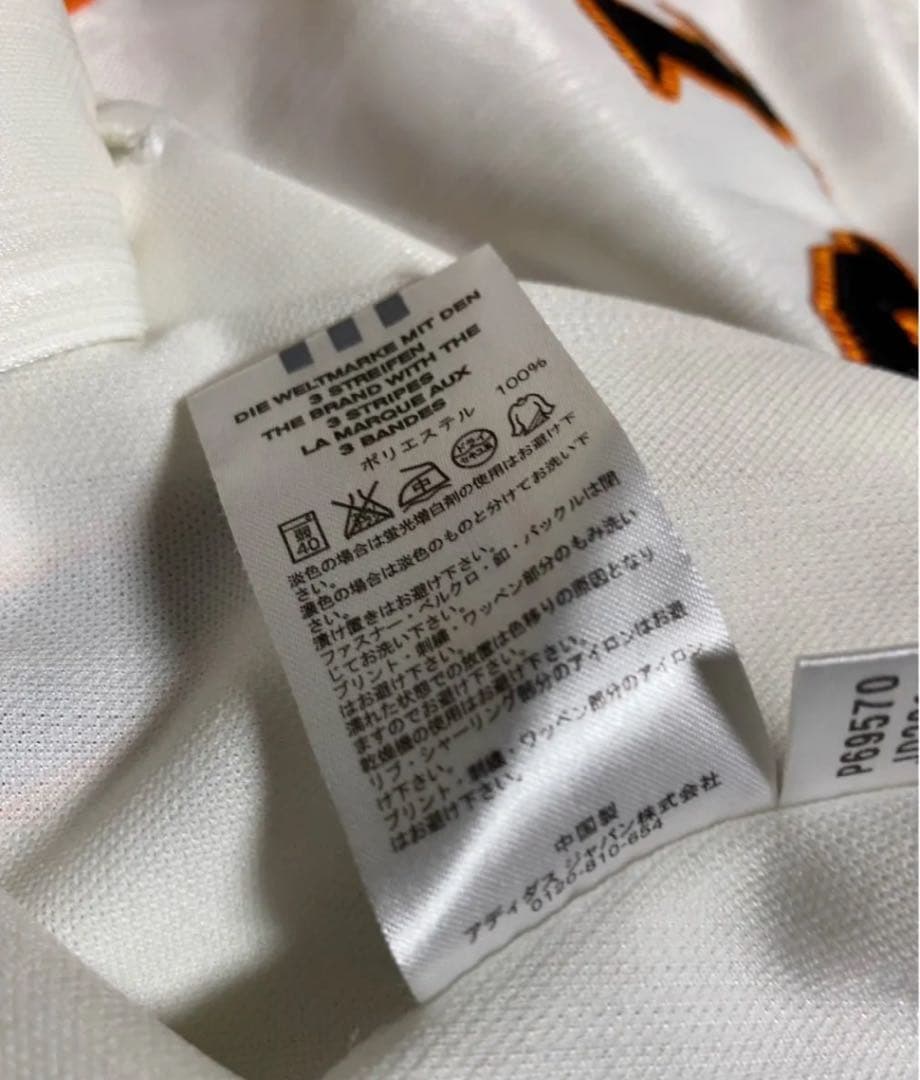 DIE WELTMARKE MIT DEN
3 STREIFEN
THE BRAND WITH THE
3 STRIPES
LA MARQUE AUX
3 BANDES
ポリエステル 100%
弱
40
中
ドライ
セキユ系
淡色の場合は蛍光増白剤の使用はお避け下
さい。
濃色の場合は淡色のものと分けてお洗い下
さい。
漬け置きはお避け下さい。
ファスナー・ベルクロ・釦・バックルは閉
じてお洗い下さい。
プリント・刺繍・ワッペン部分のもみ洗い
はお避け下さい。
濡れた状態での放置は色移りの原因となり
ますのでお避け下さい。
乾燥機の使用はお避け下さい。
リブ・シャーリング部分のアイロンはお避
け下さい。
プリント・刺繍・ワッペン部分のアイロン
はお避け下さい。
中国製
アディダス ジャパン株式会社
0120-810-654
P69570